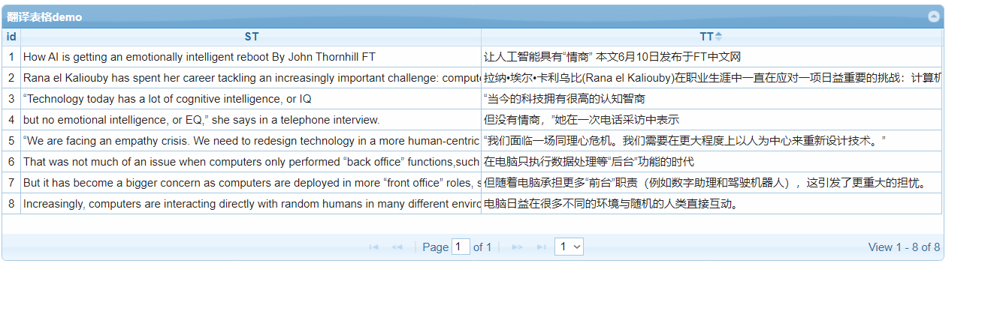 翻译表格demo
id ST TT
1 How AI is getting an emotionally intelligent reboot By John Thornhill FT 让人工智能具有“情商” 本文6月10日发布于FT中文网
2 Rana el Kaliouby has spent her career tackling an increasingly important challenge: compute 拉纳•埃尔•卡利乌比(Rana el Kaliouby)在职业生涯中一直在应对一项日益重要的挑战：计算机
3 “Technology today has a lot of cognitive intelligence, or IQ “当今的科技拥有很高的认知智商
4 but no emotional intelligence, or EQ,” she says in a telephone interview. 但没有情商，”她在一次电话采访中表示
5 “We are facing an empathy crisis. We need to redesign technology in a more human-centric “我们面临一场同理心危机。我们需要在更大程度上以人为中心来重新设计技术。”
6 That was not much of an issue when computers only performed “back office” functions,such 在电脑只执行数据处理等“后台”功能的时代
7 But it has become a bigger concern as computers are deployed in more “front office” roles, s 但随着电脑承担更多“前台”职责（例如数字助理和驾驶机器人），这引发了更重大的担忧。
8 Increasingly, computers are interacting directly with random humans in many different enviro 电脑日益在很多不同的环境与随机的人类直接互动。
Page 1 of 1 1 View 1 - 8 of 8